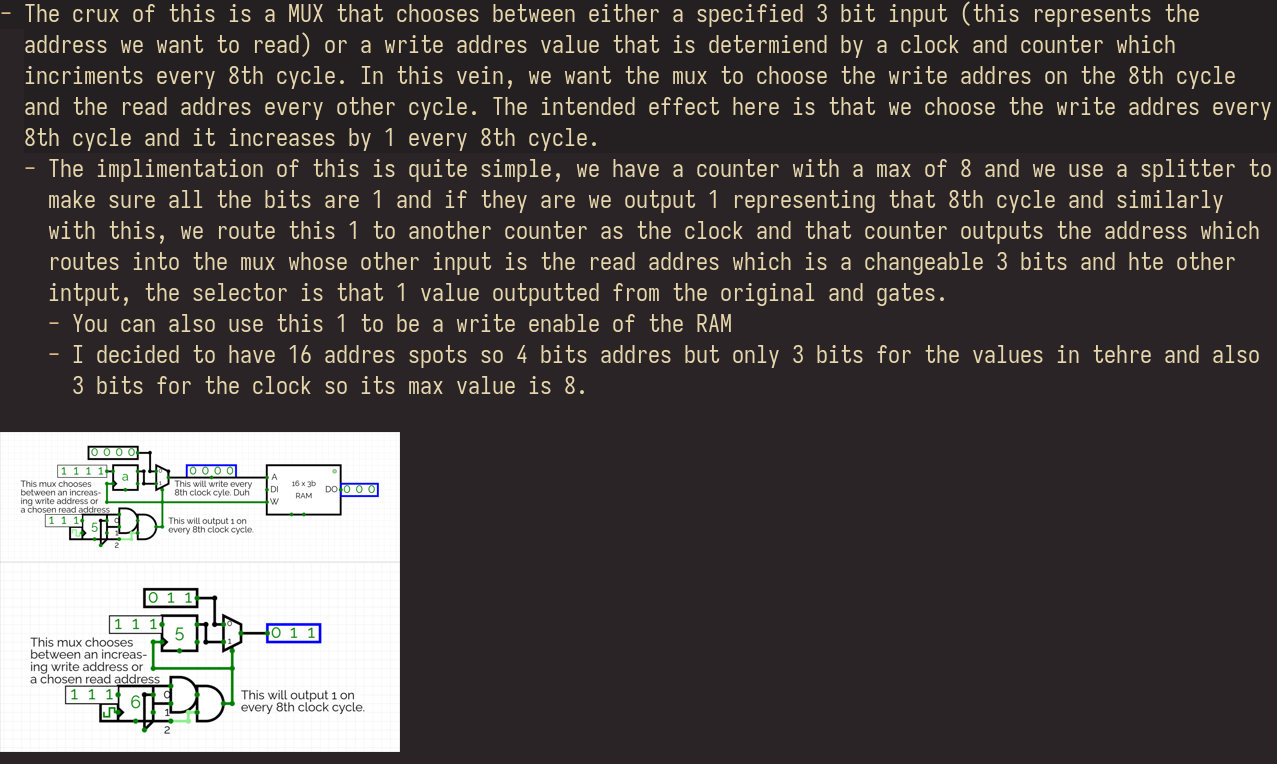 - The crux of this is a MUX that chooses between either a specified 3 bit input (this represents the
address we want to read) or a write addres value that is determiend by a clock and counter which
incriments every 8th cycle. In this vein, we want the mux to choose the write addres on the 8th cycle
and the read addres every other cycle. The intended effect here is that we choose the write addres every
8th cycle and it increases by 1 every 8th cycle.
- The implimentation of this is quite simple, we have a counter with a max of 8 and we use a splitter to
make sure all the bits are 1 and if they are we output 1 representing that 8th cycle and similarly
with this, we route this 1 to another counter as the clock and that counter outputs the address which
routes into the mux whose other input is the read addres which is a changeable 3 bits and hte other
intput, the selector is that 1 value outputted from the original and gates.
- You can also use this 1 to be a write enable of the RAM
- I decided to have 16 addres spots so 4 bits addres but only 3 bits for the values in tehre and also
3 bits for the clock so its max value is 8.
0 0 0 0
1 1 1 1
a
0
1
0 0 0 0
This mux chooses
between an increas-
ing write address or
a chosen read address
This will write every
8th clock cyle. Duh
A
DI
W
16 x 3b
RAM
DO
0 0 0
1 1 1
5
0
1
2
This will output 1 on
every 8th clock cycle.
0 1 1
1 1 1
5
0
1
0 1 1
This mux chooses
between an increas-
ing write address or
a chosen read address
1 1 1
6
0
1
2
This will output 1 on
every 8th clock cycle.